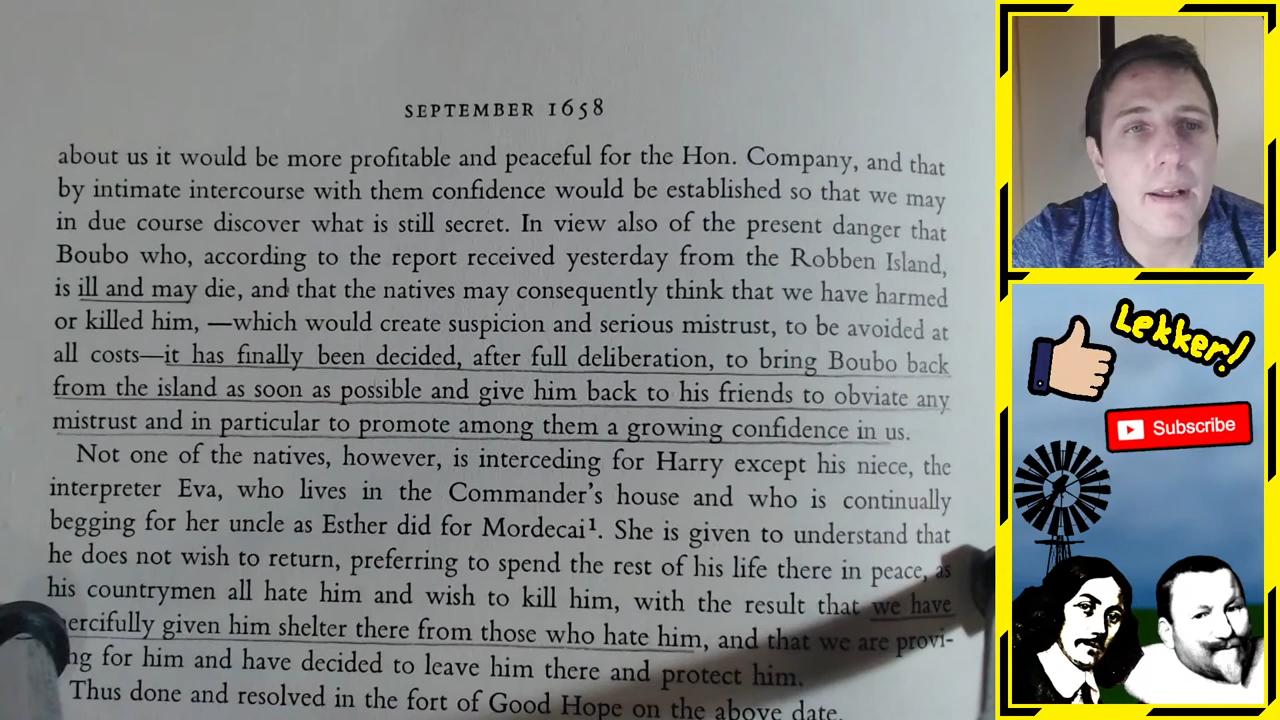 SEPTEMBER 1658
about us it would be more profitable and peaceful for the Hon. Company, and that
by intimate intercourse with them confidence would be established so that we may
in due course discover what is still secret. In view also of the present danger that
Boubo who, according to the report received yesterday from the Robben Island,
is ill and may die, and that the natives may consequently think that we have harmed
or killed him, —which would create suspicion and serious mistrust, to be avoided at
all costs—it has finally been decided, after full deliberation, to bring Boubo back
from the island as soon as possible and give him back to his friends to obviate any
mistrust and in particular to promote among them a growing confidence in us.
Not one of the natives, however, is interceding for Harry except his niece, the
interpreter Eva, who lives in the Commander's house and who is continually
begging for her uncle as Esther did for Mordecai¹. She is given to understand that
he does not wish to return, preferring to spend the rest of his life there in peace, as
his countrymen all hate him and wish to kill him, with the result that we have
ercifully given him shelter there from those who hate him, and that we are provi-
ng for him and have decided to leave him there and protect him.
Thus done and resolved in the fort of Good Hope on the above date.
Lekker!
Subscribe